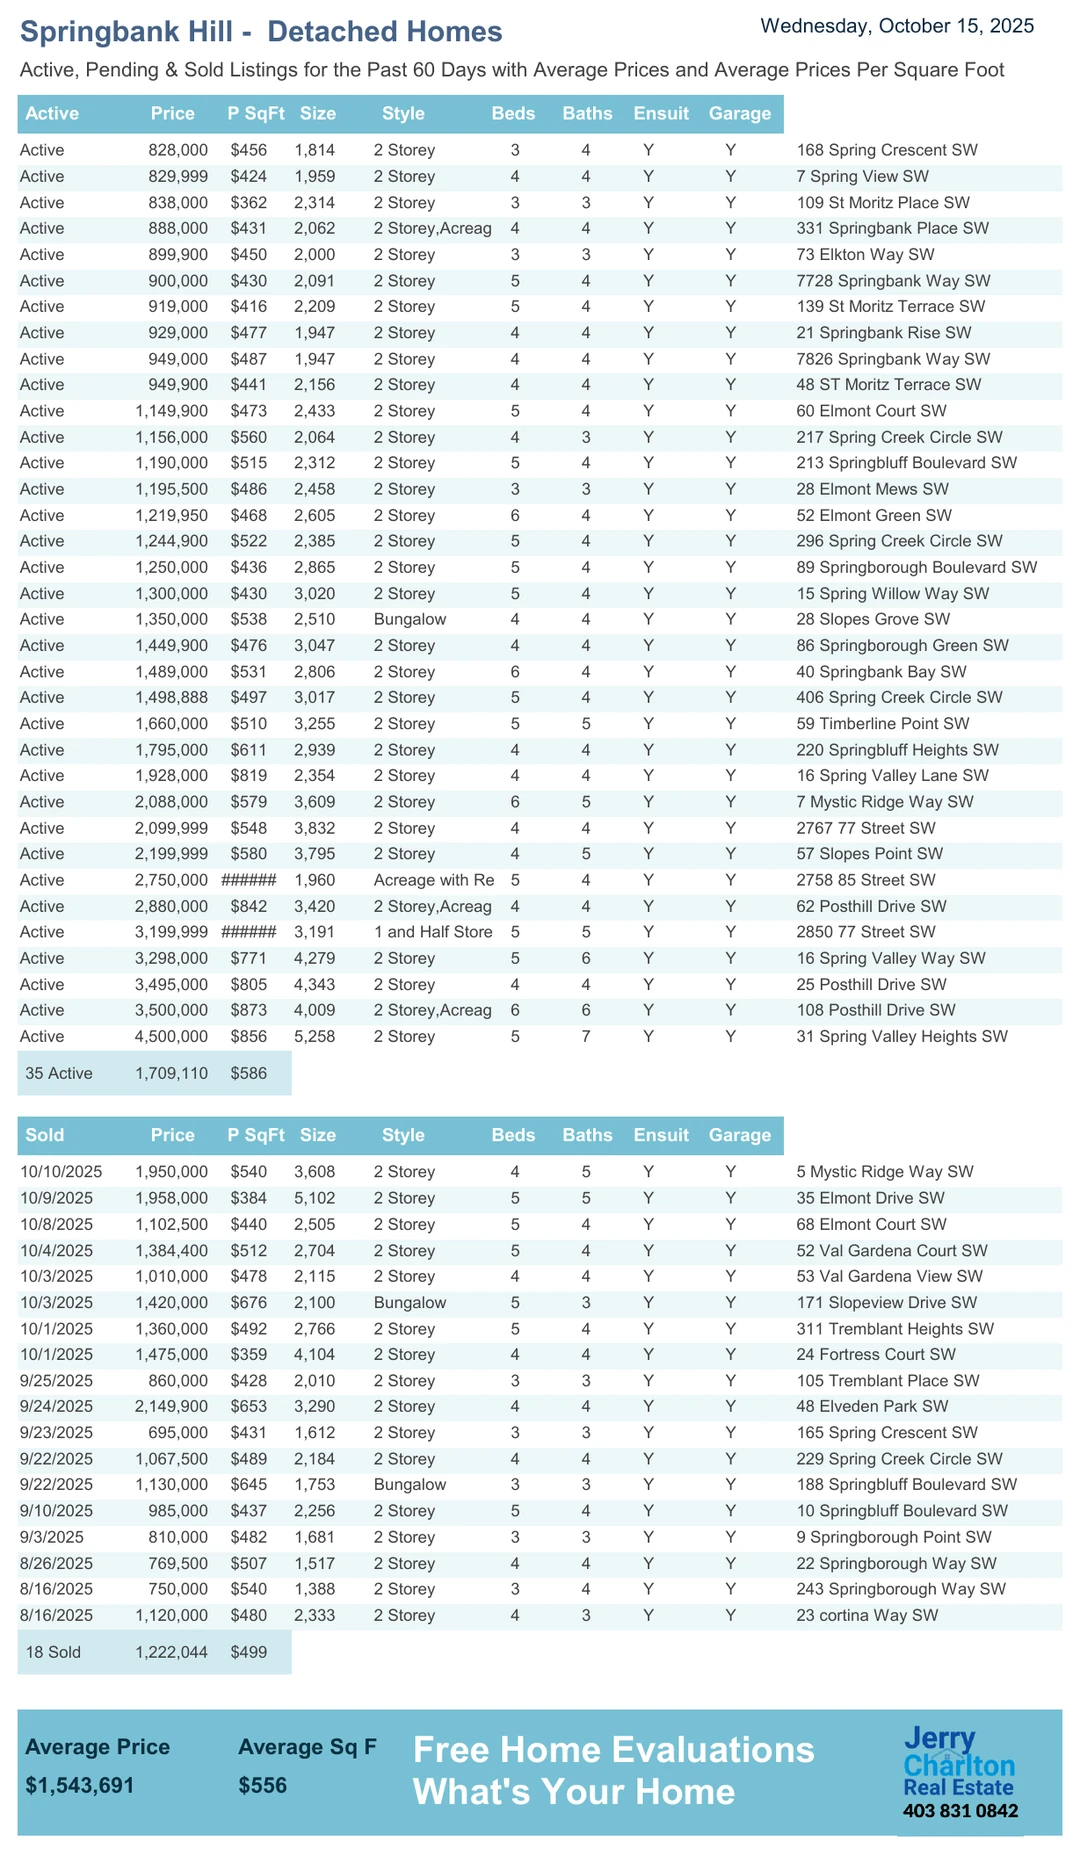 Springbank Hill - Detached Homes
Wednesday, October 15, 2025
Active, Pending & Sold Listings for the Past 60 Days with Average Prices and Average Prices Per Square Foot
Active Price P SqFt Size Style Beds Baths Ensuit Garage
Active 828,000 $456 1,814 2 Storey 3 4 Y Y 168 Spring Crescent SW
Active 829,999 $424 1,959 2 Storey 4 4 Y Y 7 Spring View SW
Active 838,000 $362 2,314 2 Storey 3 3 Y Y 109 St Moritz Place SW
Active 888,000 $431 2,062 2 Storey,Acreag 4 4 Y Y 331 Springbank Place SW
Active 899,900 $450 2,000 2 Storey 3 3 Y Y 73 Elkton Way SW
Active 900,000 $430 2,091 2 Storey 5 4 Y Y 7728 Springbank Way SW
Active 919,000 $416 2,209 2 Storey 5 4 Y Y 139 St Moritz Terrace SW
Active 929,000 $477 1,947 2 Storey 4 4 Y Y 21 Springbank Rise SW
Active 949,000 $487 1,947 2 Storey 4 4 Y Y 7826 Springbank Way SW
Active 949,900 $441 2,156 2 Storey 4 4 Y Y 48 ST Moritz Terrace SW
Active 1,149,900 $473 2,433 2 Storey 5 4 Y Y 60 Elmont Court SW
Active 1,156,000 $560 2,064 2 Storey 4 3 Y Y 217 Spring Creek Circle SW
Active 1,190,000 $515 2,312 2 Storey 5 4 Y Y 213 Springbluff Boulevard SW
Active 1,195,500 $486 2,458 2 Storey 3 3 Y Y 28 Elmont Mews SW
Active 1,219,950 $468 2,605 2 Storey 6 4 Y Y 52 Elmont Green SW
Active 1,244,900 $522 2,385 2 Storey 5 4 Y Y 296 Spring Creek Circle SW
Active 1,250,000 $436 2,865 2 Storey 5 4 Y Y 89 Springborough Boulevard SW
Active 1,300,000 $430 3,020 2 Storey 5 4 Y Y 15 Spring Willow Way SW
Active 1,350,000 $538 2,510 Bungalow 4 4 Y Y 28 Slopes Grove SW
Active 1,449,900 $476 3,047 2 Storey 4 4 Y Y 86 Springborough Green SW
Active 1,489,000 $531 2,806 2 Storey 6 4 Y Y 40 Springbank Bay SW
Active 1,498,888 $497 3,017 2 Storey 5 4 Y Y 406 Spring Creek Circle SW
Active 1,660,000 $510 3,255 2 Storey 5 5 Y Y 59 Timberline Point SW
Active 1,795,000 $611 2,939 2 Storey 4 4 Y Y 220 Springbluff Heights SW
Active 1,928,000 $819 2,354 2 Storey 4 4 Y Y 16 Spring Valley Lane SW
Active 2,088,000 $579 3,609 2 Storey 6 5 Y Y 7 Mystic Ridge Way SW
Active 2,099,999 $548 3,832 2 Storey 4 4 Y Y 2767 77 Street SW
Active 2,199,999 $580 3,795 2 Storey 4 5 Y Y 57 Slopes Point SW
Active 2,750,000 ###### 1,960 Acreage with Re 5 4 Y Y 2758 85 Street SW
Active 2,880,000 $842 3,420 2 Storey,Acreag 4 4 Y Y 62 Posthill Drive SW
Active 3,199,999 ###### 3,191 1 and Half Store 5 5 Y Y 2850 77 Street SW
Active 3,298,000 $771 4,279 2 Storey 5 6 Y Y 16 Spring Valley Way SW
Active 3,495,000 $805 4,343 2 Storey 4 4 Y Y 25 Posthill Drive SW
Active 3,500,000 $873 4,009 2 Storey,Acreag 6 6 Y Y 108 Posthill Drive SW
Active 4,500,000 $856 5,258 2 Storey 5 7 Y Y 31 Spring Valley Heights SW
35 Active 1,709,110 $586
Sold Price P SqFt Size Style Beds Baths Ensuit Garage
10/10/2025 1,950,000 $540 3,608 2 Storey 4 5 Y Y 5 Mystic Ridge Way SW
10/9/2025 1,958,000 $384 5,102 2 Storey 5 5 Y Y 35 Elmont Drive SW
10/8/2025 1,102,500 $440 2,505 2 Storey 5 4 Y Y 68 Elmont Court SW
10/4/2025 1,384,400 $512 2,704 2 Storey 5 4 Y Y 52 Val Gardena Court SW
10/3/2025 1,010,000 $478 2,115 2 Storey 4 4 Y Y 53 Val Gardena View SW
10/3/2025 1,420,000 $676 2,100 Bungalow 5 3 Y Y 171 Slopeview Drive SW
10/1/2025 1,360,000 $492 2,766 2 Storey 5 4 Y Y 311 Tremblant Heights SW
10/1/2025 1,475,000 $359 4,104 2 Storey 4 4 Y Y 24 Fortress Court SW
9/25/2025 860,000 $428 2,010 2 Storey 3 3 Y Y 105 Tremblant Place SW
9/24/2025 2,149,900 $653 3,290 2 Storey 4 4 Y Y 48 Elveden Park SW
9/23/2025 695,000 $431 1,612 2 Storey 3 3 Y Y 165 Spring Crescent SW
9/22/2025 1,067,500 $489 2,184 2 Storey 4 4 Y Y 229 Spring Creek Circle SW
9/22/2025 1,130,000 $645 1,753 Bungalow 3 3 Y Y 188 Springbluff Boulevard SW
9/10/2025 985,000 $437 2,256 2 Storey 5 4 Y Y 10 Springbluff Boulevard SW
9/3/2025 810,000 $482 1,681 2 Storey 3 3 Y Y 9 Springborough Point SW
8/26/2025 769,500 $507 1,517 2 Storey 4 4 Y Y 22 Springborough Way SW
8/16/2025 750,000 $540 1,388 2 Storey 3 4 Y Y 243 Springborough Way SW
8/16/2025 1,120,000 $480 2,333 2 Storey 4 3 Y Y 23 cortina Way SW
18 Sold 1,222,044 $499
Average Price Average Sq F
$1,543,691 $556
Free Home Evaluations
What's Your Home
Jerry
Charlton
Real Estate
403 831 0842